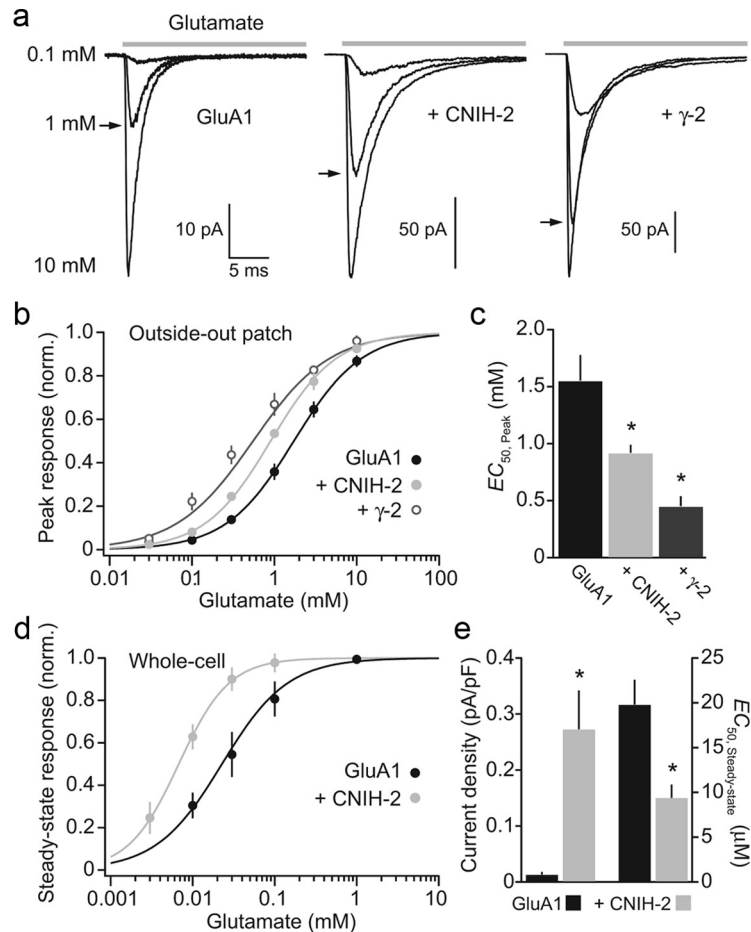 a
Glutamate
0.1 mM
1 mM
10 mM
GluA1
+ CNIH-2
+ γ-2
10 pA
5 ms
50 pA
50 pA
b
Outside-out patch
Peak response (norm.)
1.0
0.8
0.6
0.4
0.2
0
GluA1
+ CNIH-2
+ γ-2
0.01 0.1 1 10 100
Glutamate (mM)
c
EC50, Peak (mM)
2.0
1.5
1.0
0.5
0
*
*
GluA1
+ CNIH-2
+ γ-2
d
Whole-cell
Steady-state response (norm.)
1.0
0.8
0.6
0.4
0.2
0
GluA1
+ CNIH-2
0.001 0.01 0.1 1 10
Glutamate (mM)
e
Current density (pA/pF)
0.4
0.3
0.2
0.1
0
*
*
25
20
15
10
5
0
EC50, Steady-state (μM)
GluA1
+ CNIH-2